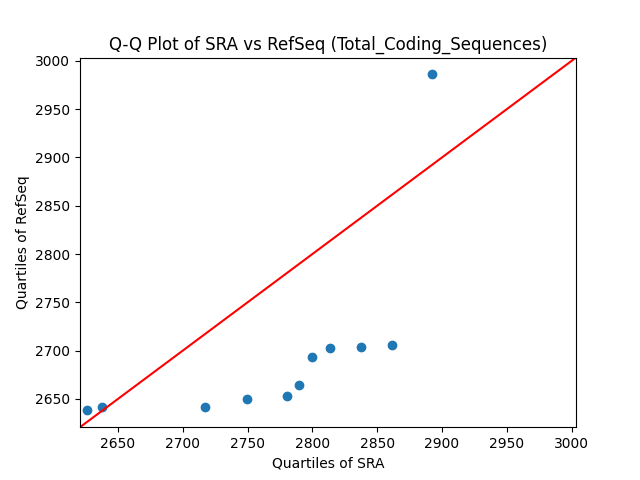 Q-Q Plot of SRA vs RefSeq (Total_Coding_Sequences)
3000
2950
2900
2850
2800
2750
2700
2650
Quartiles of RefSeq
2650 2700 2750 2800 2850 2900 2950 3000
Quartiles of SRA